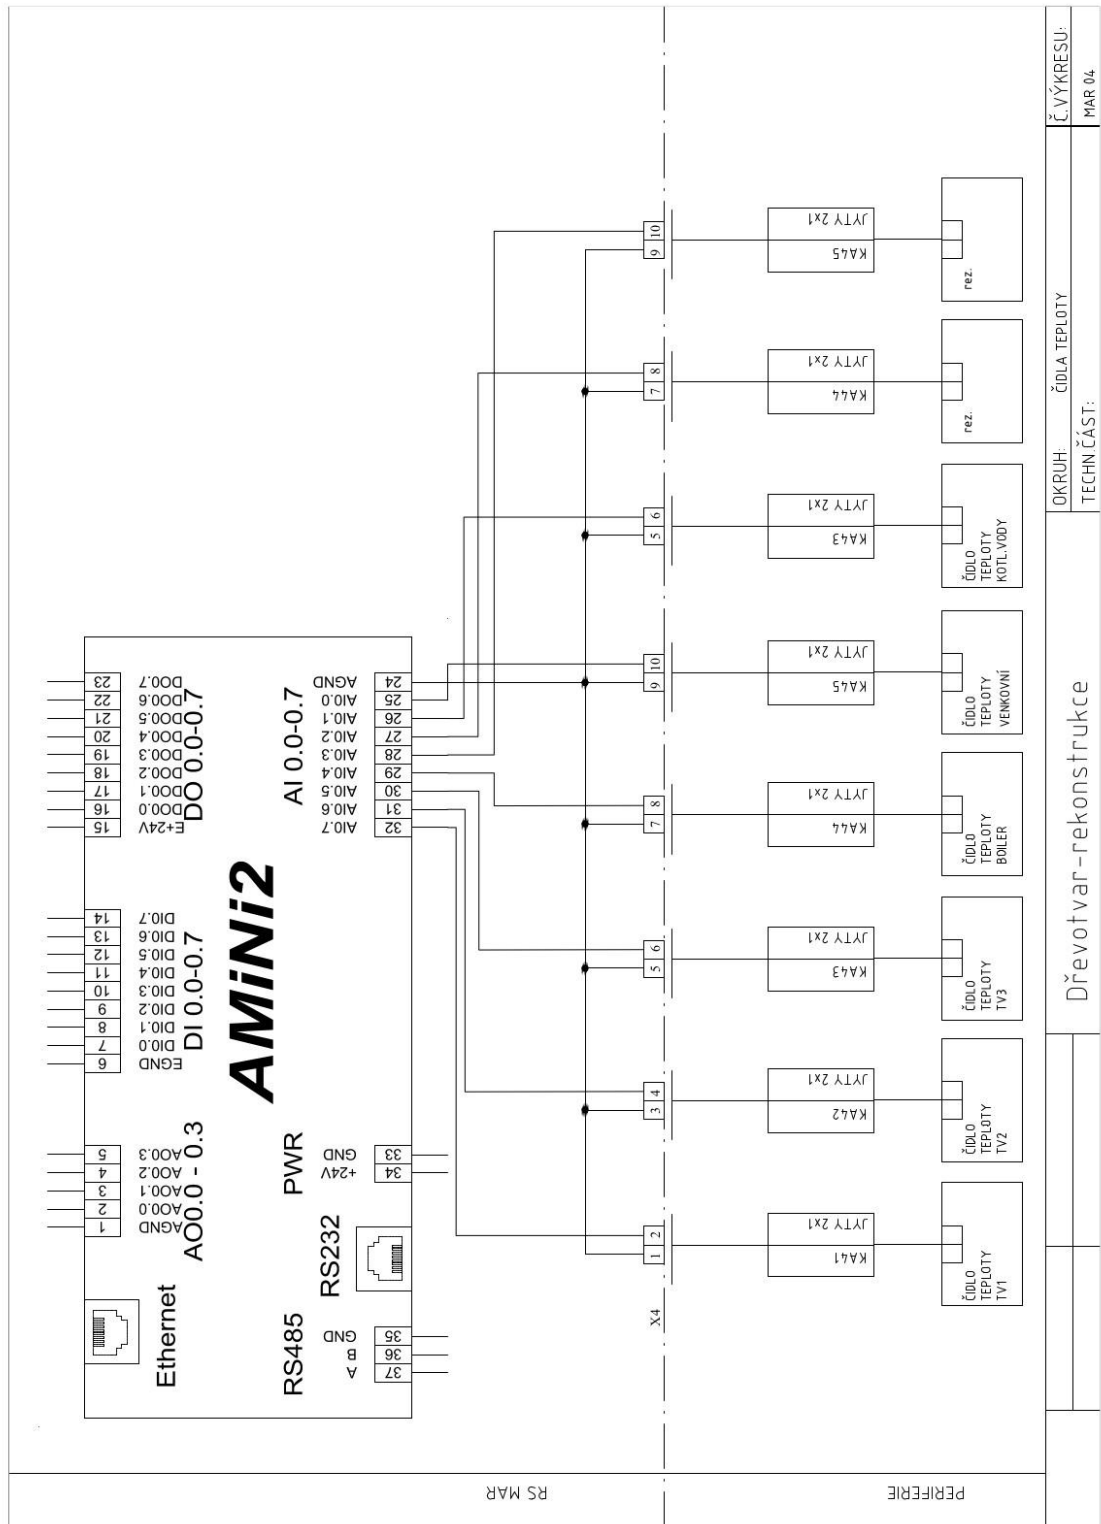 Ethernet
AO0.0 - 0.3
AGND
AO0.0
AO0.1
AO0.2
AO0.3
1
2
3
4
5
DI 0.0-0.7
EGND
DI0.0
DI0.1
DI0.2
DI0.3
DI0.4
DI0.5
DI0.6
DI0.7
6
7
8
9
10
11
12
13
14
DO 0.0-0.7
E+24V
DO0.0
DO0.1
DO0.2
DO0.3
DO0.4
DO0.5
DO0.6
DO0.7
15
16
17
18
19
20
21
22
23
AMiNi2
RS485
A
B
GND
37
36
35
RS232
PWR
+24V
GND
34
33
AI 0.0-0.7
AI0.7
AI0.6
AI0.5
AI0.4
AI0.3
AI0.2
AI0.1
AI0.0
AGND
32
31
30
29
28
27
26
25
24
RS MAR
X4
1 2
3 4
5 6
7 8
9 10
5 6
7 8
9 10
PERIFERIE
KA41 JYTY 2x1
KA42 JYTY 2x1
KA43 JYTY 2x1
KA44 JYTY 2x1
KA45 JYTY 2x1
KA43 JYTY 2x1
KA44 JYTY 2x1
KA45 JYTY 2x1
ČIDLO
TEPLOTY
TV1
ČIDLO
TEPLOTY
TV2
ČIDLO
TEPLOTY
TV3
ČIDLO
TEPLOTY
BOILER
ČIDLO
TEPLOTY
VENKOVNÍ
ČIDLO
TEPLOTY
KOTL.VODY
rez.
rez.
Dřevotvar-rekonstrukce
OKRUH: ČIDLA TEPLOTY
TECHN.ČÁST:
Č.VÝKRESU:
MAR 04